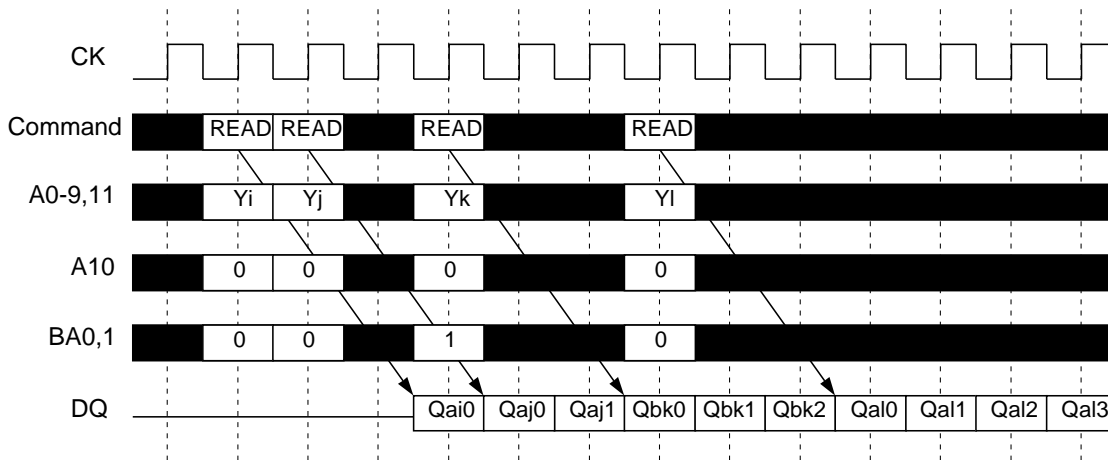 CK
Command READ READ READ READ
A0-9,11 Yi Yj Yk Yl
A10 0 0 0 0
BA0,1 0 0 1 0
DQ Qai0 Qaj0 Qaj1 Qbk0 Qbk1 Qbk2 Qal0 Qal1 Qal2 Qal3